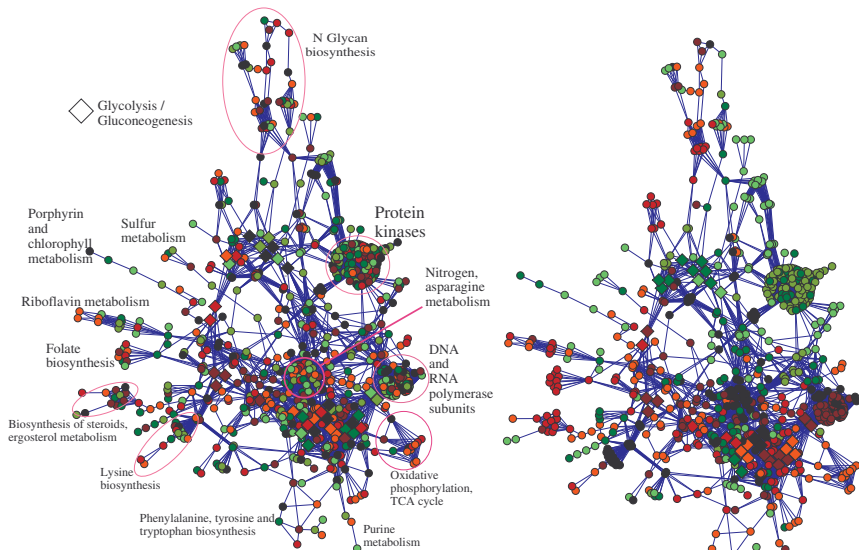 N Glycan
biosynthesis
Glycolysis /
Gluconeogenesis
Porphyrin
and
chlorophyll
metabolism
Sulfur
metabolism
Protein
kinases
Nitrogen,
asparagine
metabolism
Riboflavin metabolism
Folate
biosynthesis
DNA
and
RNA
polymerase
subunits
Biosynthesis of steroids,
ergosterol metabolism
Lysine
biosynthesis
Oxidative
phosphorylation,
TCA cycle
Phenylalanine, tyrosine and
tryptophan biosynthesis
Purine
metabolism